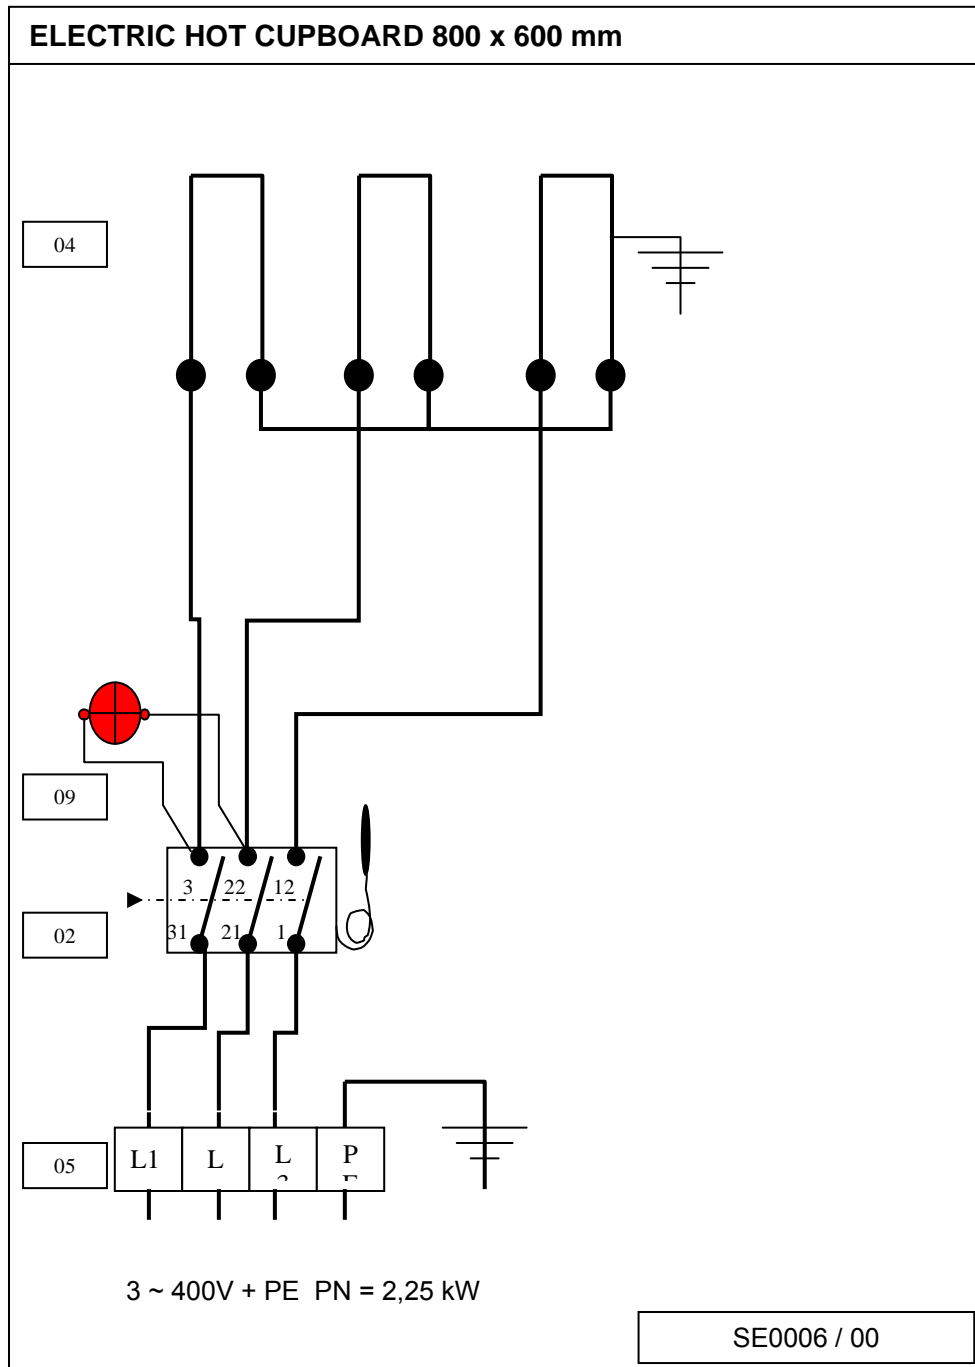 ELECTRIC HOT CUPBOARD 800 x 600 mm
04
09
3 22 12
02
31 21 1
05
L1 L L P
3 ~ 400V + PE PN = 2,25 kW
SE0006 / 00